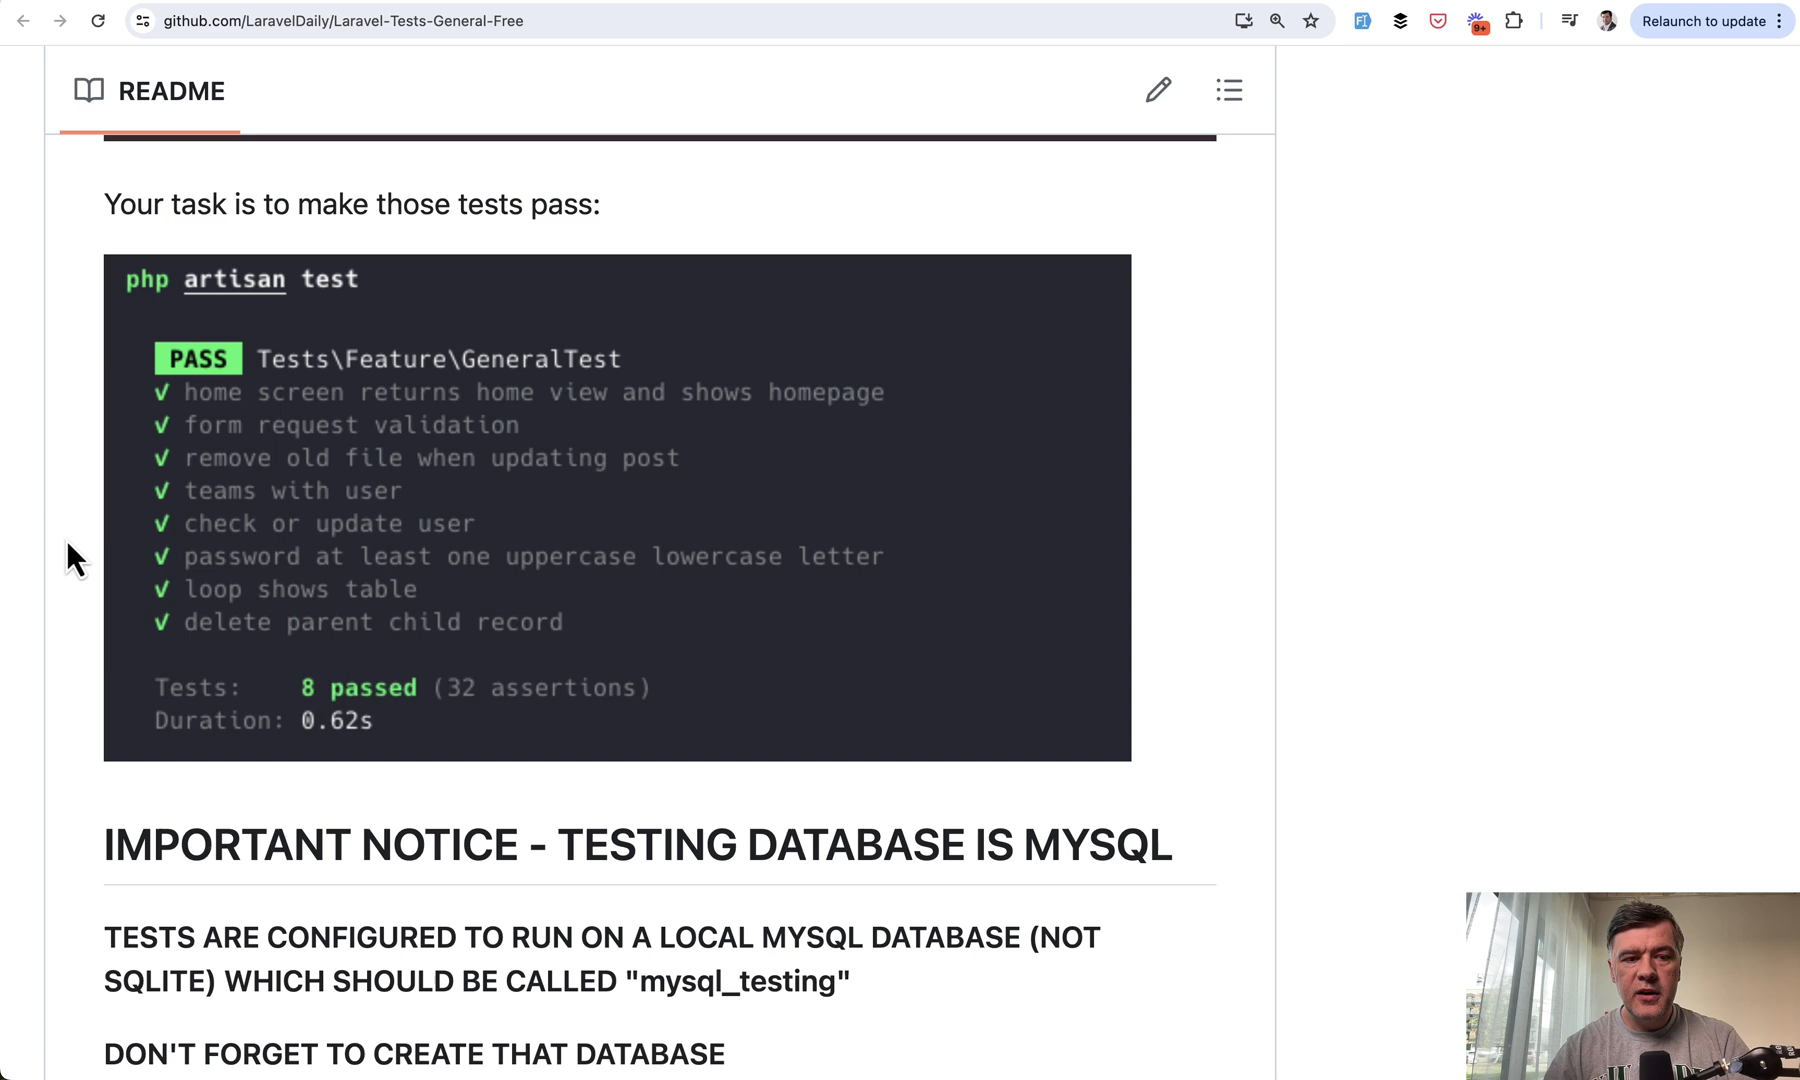 github.com/LaravelDaily/Laravel-Tests-General-Free
9+
Relaunch to update
README
Your task is to make those tests pass:
php artisan test
PASS Tests\Feature\GeneralTest
✓ home screen returns home view and shows homepage
✓ form request validation
✓ remove old file when updating post
✓ teams with user
✓ check or update user
✓ password at least one uppercase lowercase letter
✓ loop shows table
✓ delete parent child record
Tests: 8 passed (32 assertions)
Duration: 0.62s
IMPORTANT NOTICE - TESTING DATABASE IS MYSQL
TESTS ARE CONFIGURED TO RUN ON A LOCAL MYSQL DATABASE (NOT
SQLITE) WHICH SHOULD BE CALLED "mysql_testing"
DON'T FORGET TO CREATE THAT DATABASE